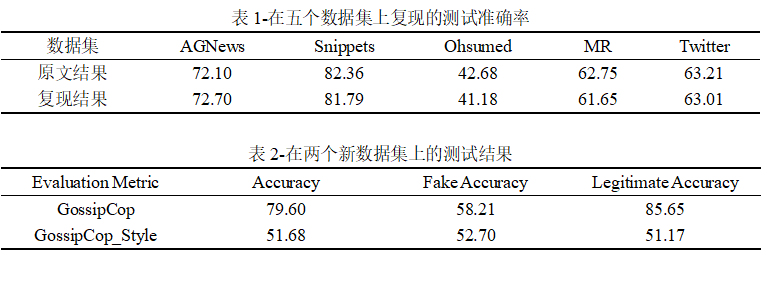 表 1-在五个数据集上复现的测试准确率
数据集 AGNews Snippets Ohsumed MR Twitter
原文结果 72.10 82.36 42.68 62.75 63.21
复现结果 72.70 81.79 41.18 61.65 63.01
表 2-在两个新数据集上的测试结果
Evaluation Metric Accuracy Fake Accuracy Legitimate Accuracy
GossipCop 79.60 58.21 85.65
GossipCop_Style 51.68 52.70 51.17